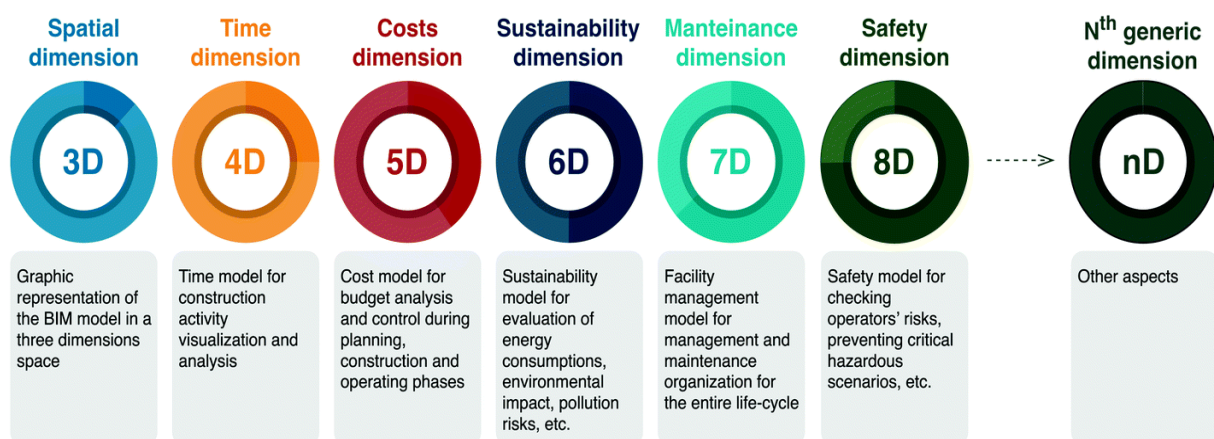 Spatial
dimension
Time
dimension
Costs
dimension
Sustainability
dimension
Manteinance
dimension
Safety
dimension
Nth generic
dimension
3D
4D
5D
6D
7D
8D
nD
Graphic
representation of
the BIM model in a
three dimensions
space
Time model for
construction
activity
visualization and
analysis
Cost model for
budget analysis
and control during
planning,
construction and
operating phases
Sustainability
model for
evaluation of
energy
consumptions,
environmental
impact, pollution
risks, etc.
Facility
management
model for
management and
maintenance
organization for
the entire life-cycle
Safety model for
checking
operators’ risks,
preventing critical
hazardous
scenarios, etc.
Other aspects